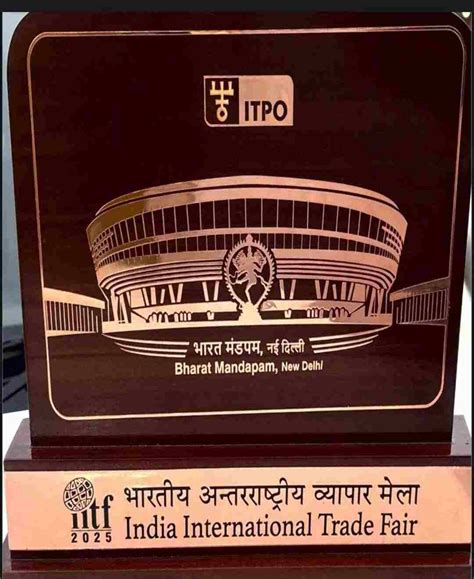 ITPO
भारत मंडपम, नई दिल्ली
Bharat Mandapam, New Delhi
iitf
2025
भारतीय अन्तरराष्ट्रीय व्यापार मेला
India International Trade Fair